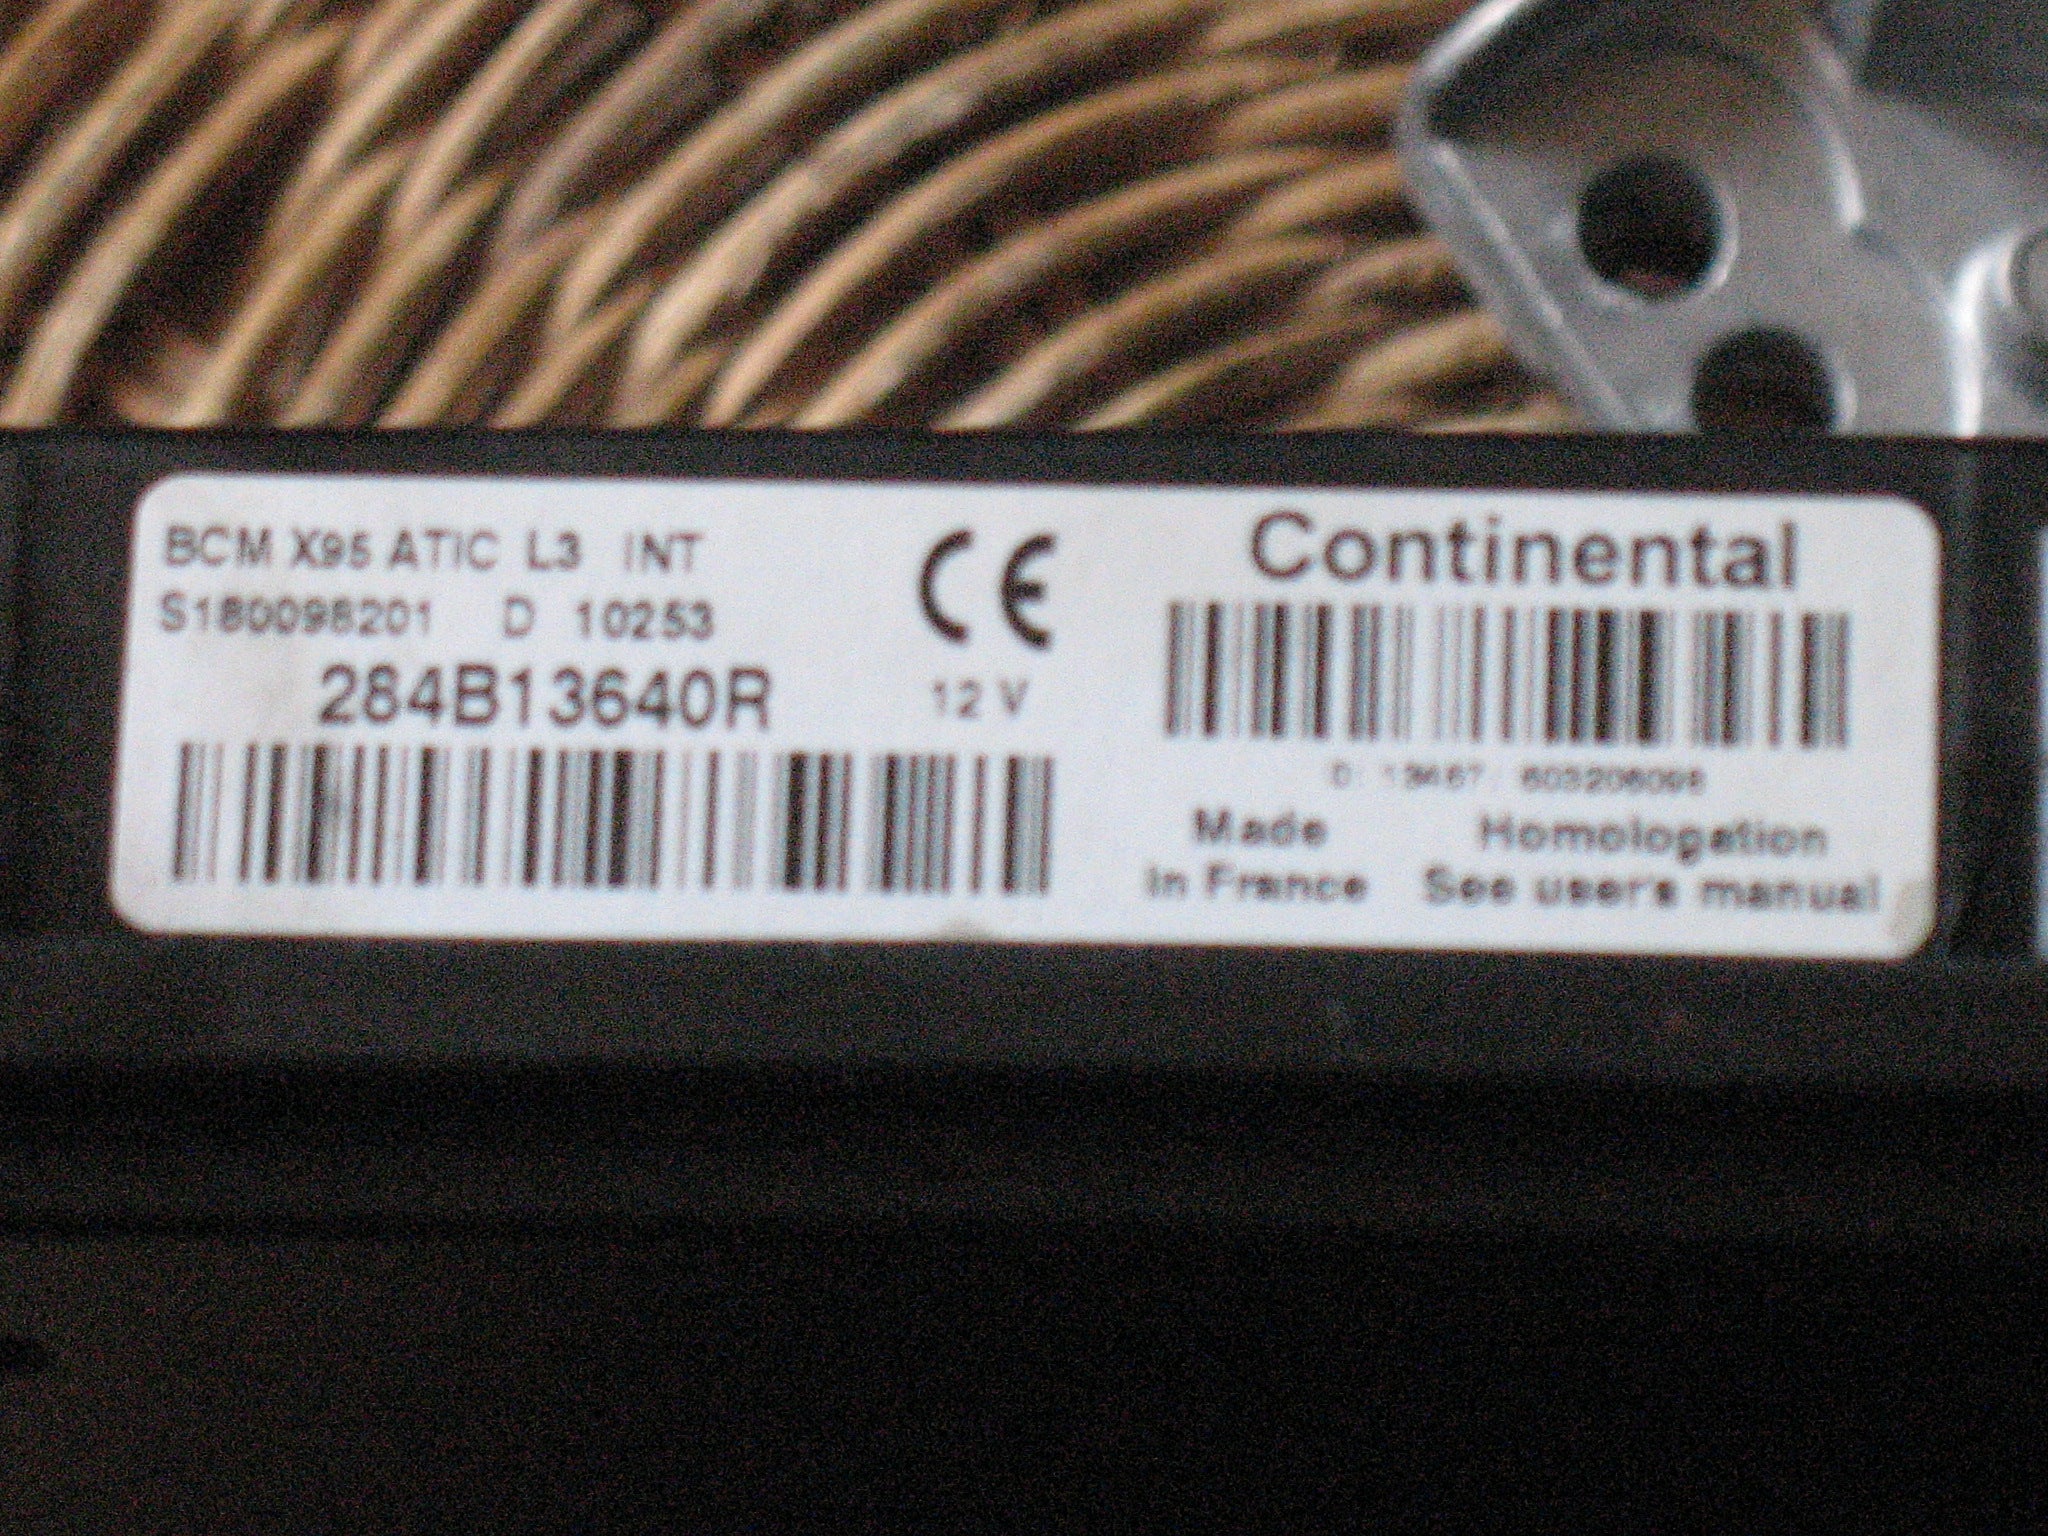 BCM X95 ATIC L3 INT
S180098201 D 10253
284B13640R
CE
12 V
Continental
Made
in France
Homologation
See user's manual